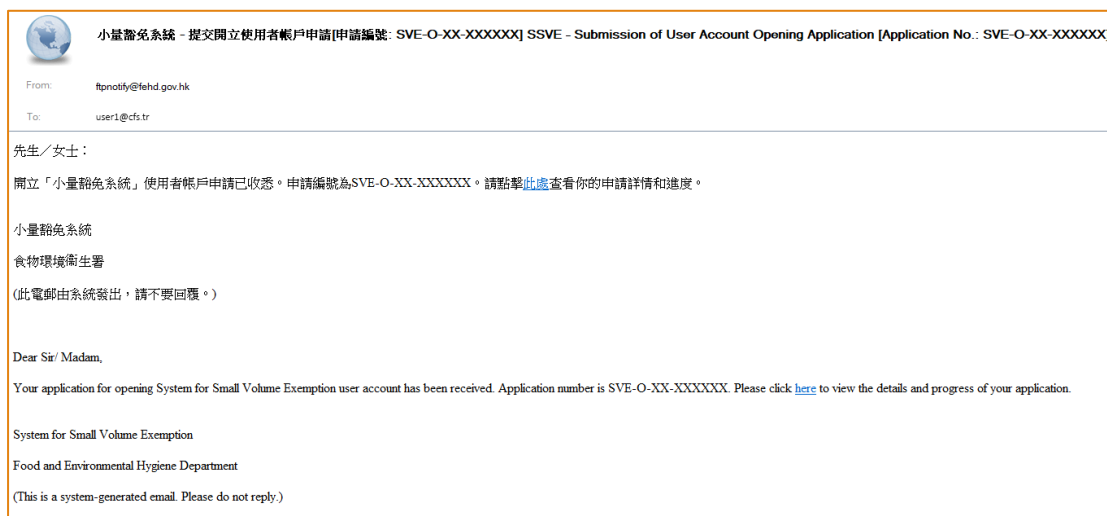 小量豁免系統 - 提交開立使用者帳戶申請[申請編號: SVE-O-XX-XXXXXX] SSVE - Submission of User Account Opening Application [Application No.: SVE-O-XX-XXXXXX]
From: ftpnotify@fehd.gov.hk
To: user1@cfs.tr
先生／女士：
開立「小量豁免系統」使用者帳戶申請已收悉。申請編號為SVE-O-XX-XXXXXX。請點擊此處查看你的申請詳情和進度。
小量豁免系統
食物環境衞生署
(此電郵由系統發出，請不要回覆。)
Dear Sir/ Madam,
Your application for opening System for Small Volume Exemption user account has been received. Application number is SVE-O-XX-XXXXXX. Please click here to view the details and progress of your application.
System for Small Volume Exemption
Food and Environmental Hygiene Department
(This is a system-generated email. Please do not reply.)